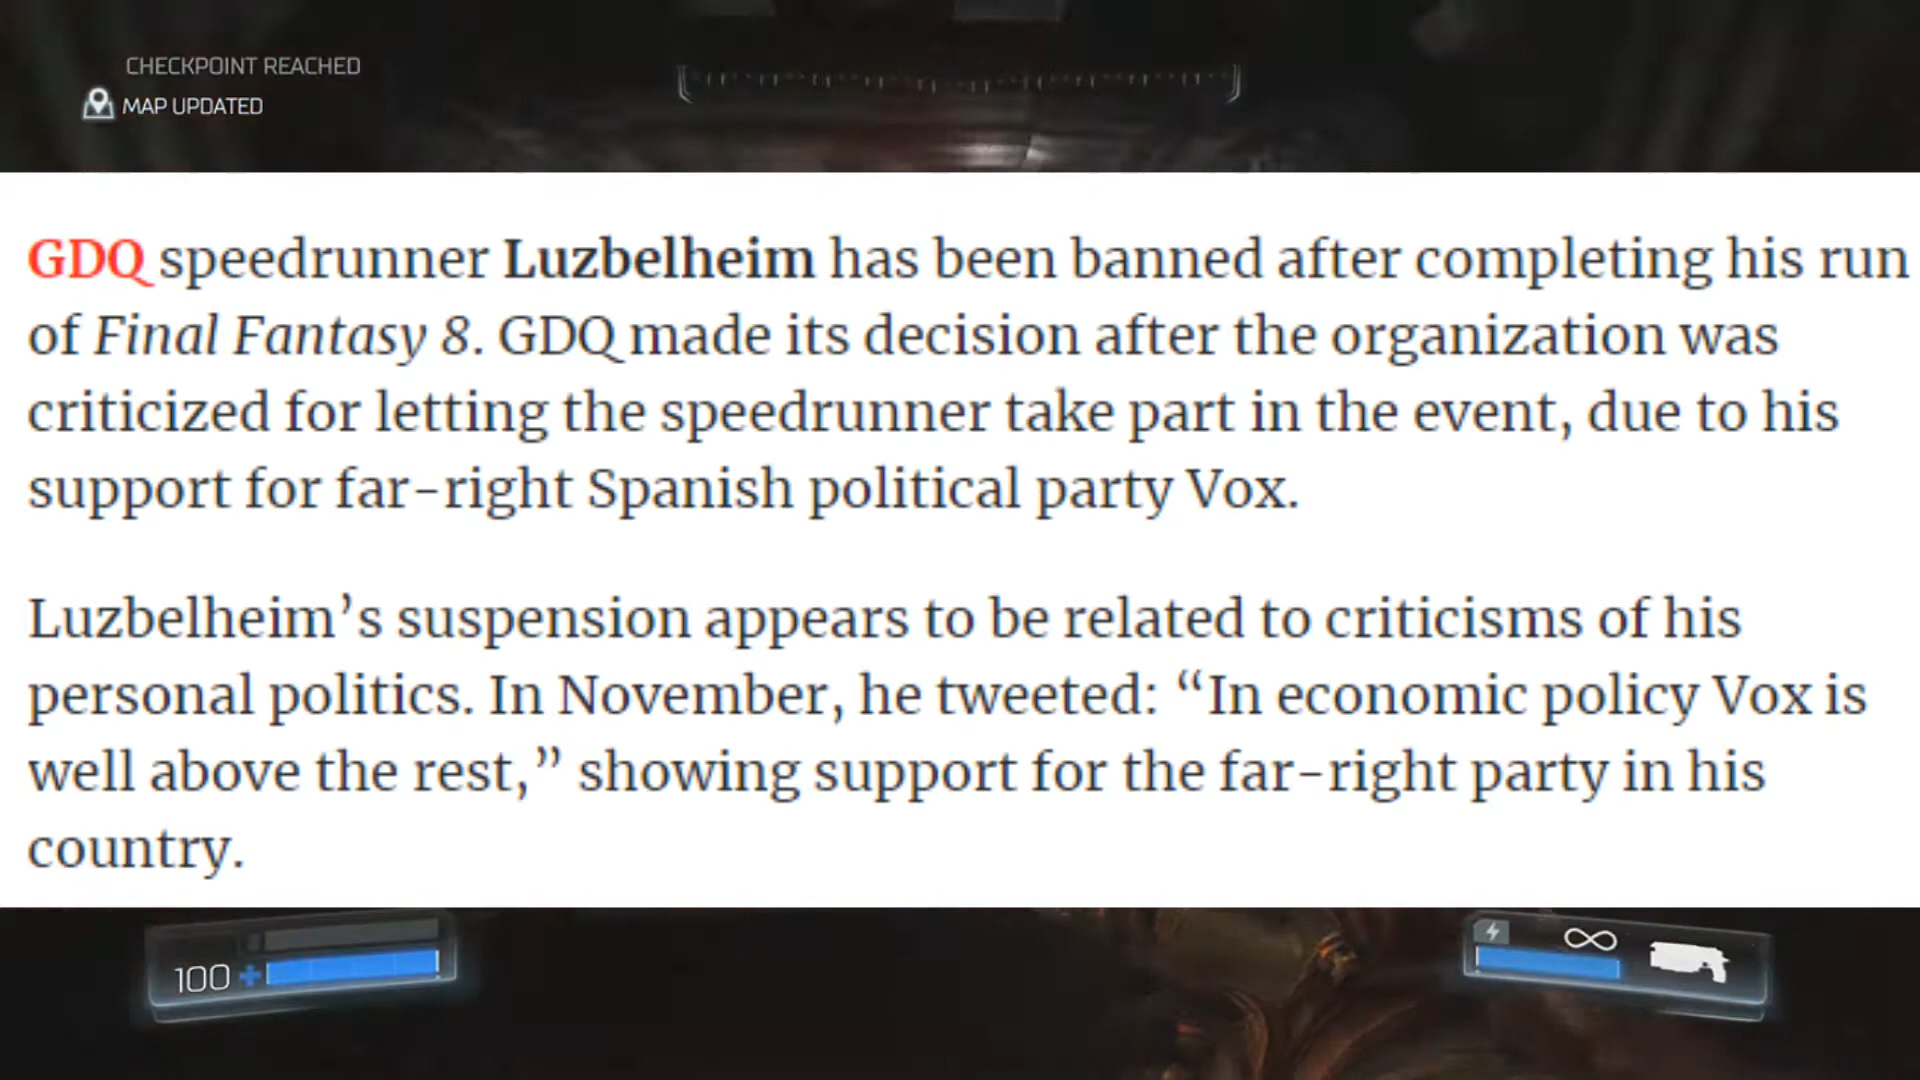 CHECKPOINT REACHED
MAP UPDATED
GDQ speedrunner Luzbelheim has been banned after completing his run
of Final Fantasy 8. GDQ made its decision after the organization was
criticized for letting the speedrunner take part in the event, due to his
support for far-right Spanish political party Vox.
Luzbelheim’s suspension appears to be related to criticisms of his
personal politics. In November, he tweeted: “In economic policy Vox is
well above the rest,” showing support for the far-right party in his
country.
100
∞